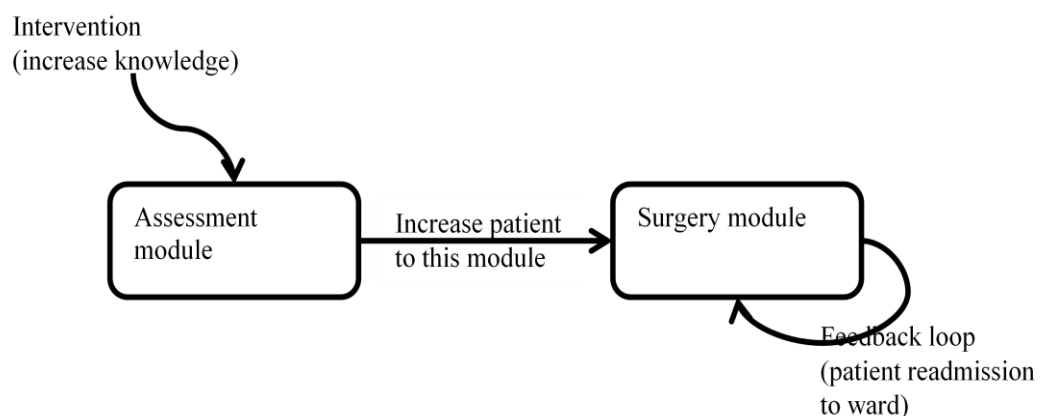 Intervention
(increase knowledge)
Assessment
module
Increase patient
to this module
Surgery module
Feedback loop
(patient readmission
to ward)